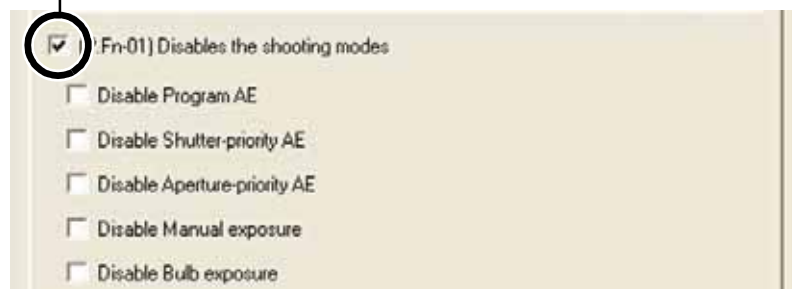 .Fn-01) Disables the shooting modes
Disable Program AE
Disable Shutter-priority AE
Disable Aperture-priority AE
Disable Manual exposure
Disable Bulb exposure